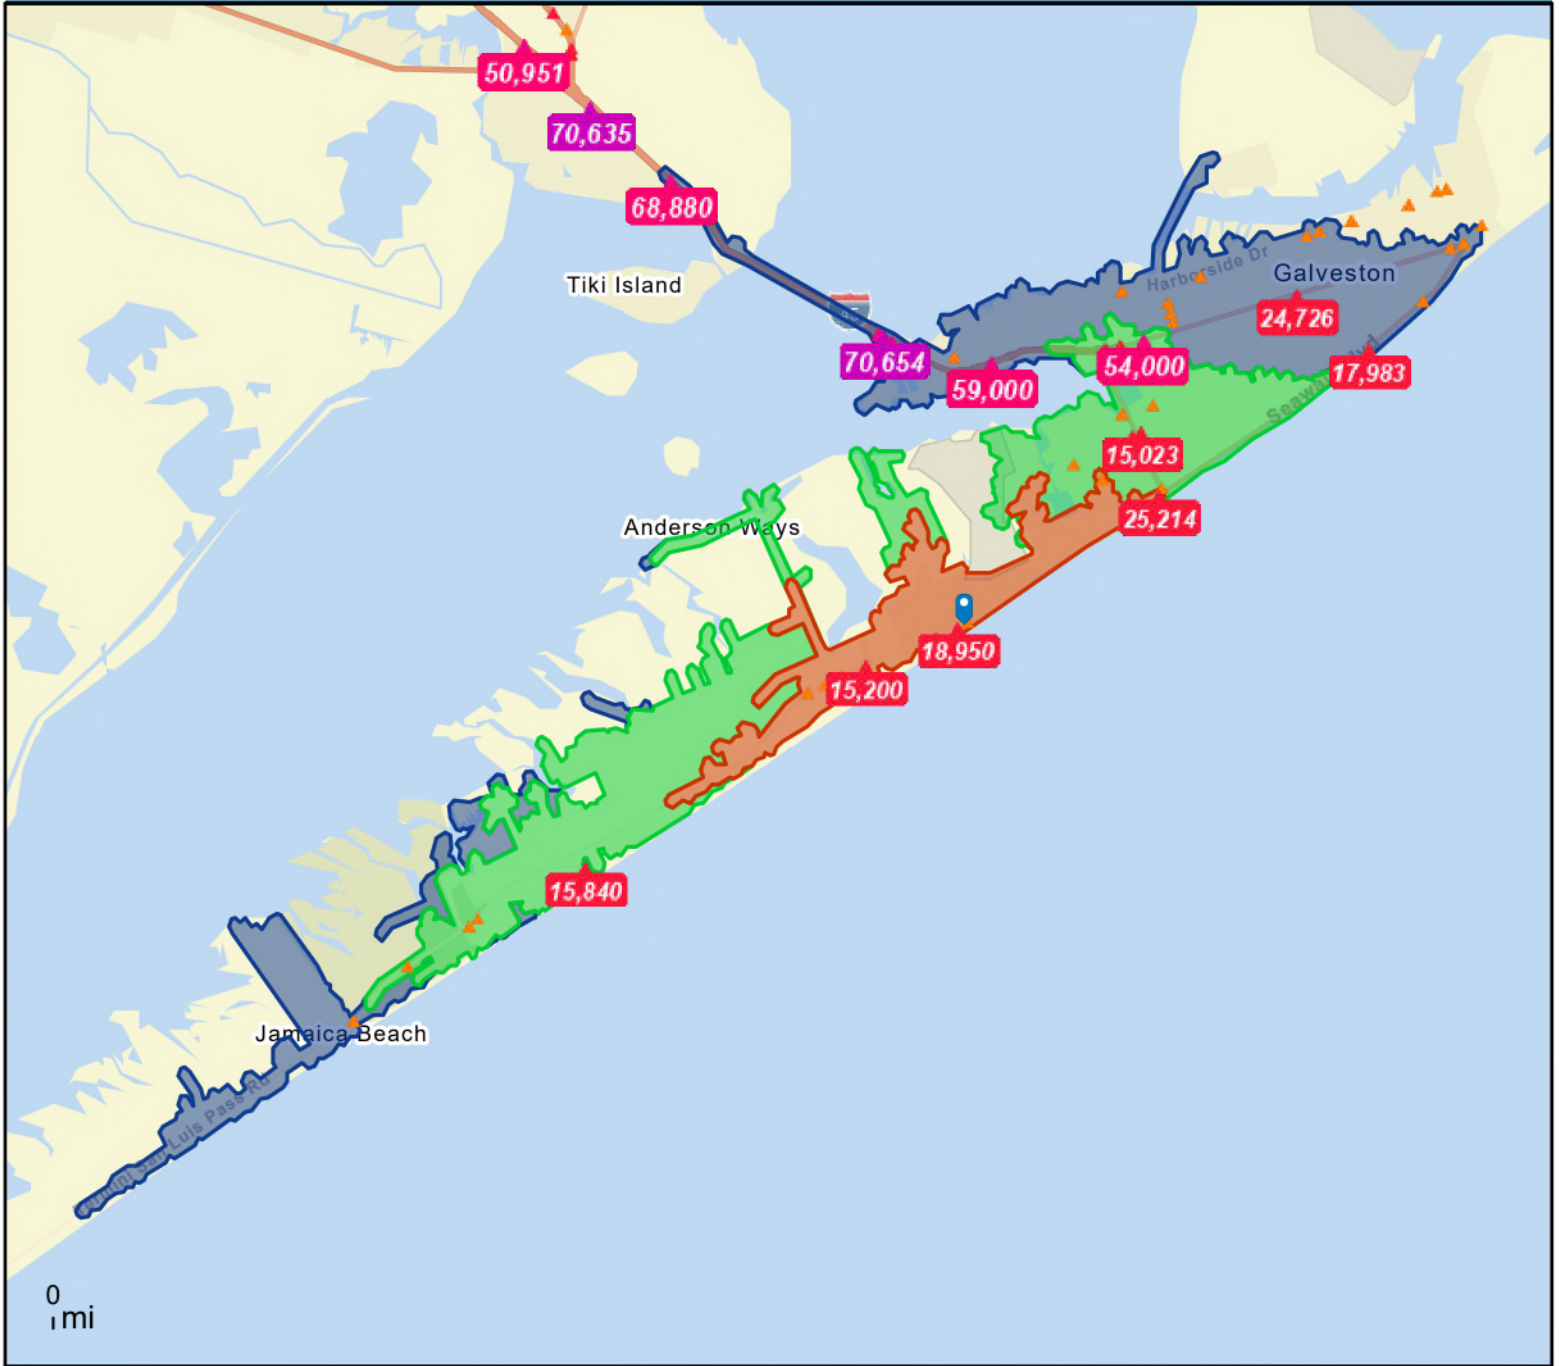 50,951
70,635
68,880
Tiki Island
Harborside Dr
Galveston
24,726
70,654
54,000
59,000
17,983
Seawall Blvd
15,023
25,214
Anderson Ways
18,950
15,200
15,840
Jamaica Beach
San Luis Pass Rd
0
mi